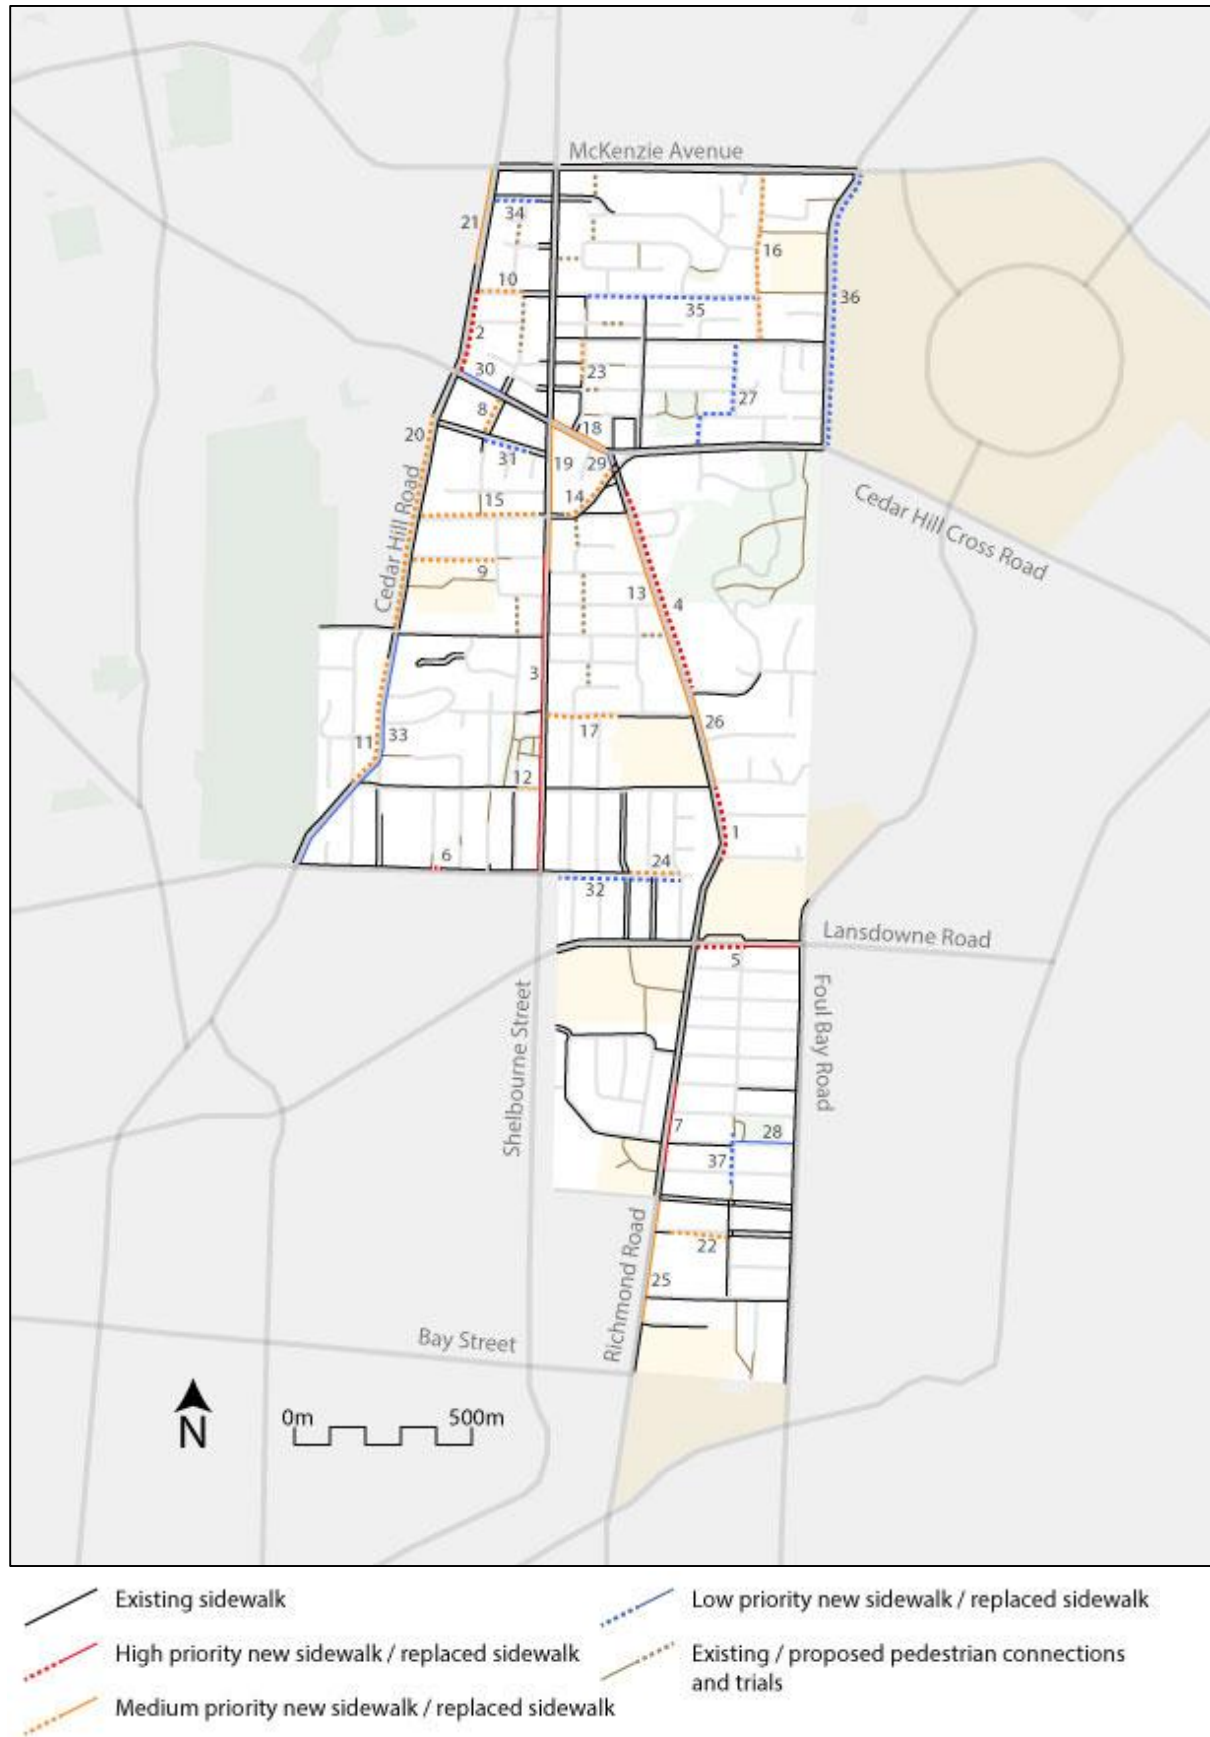 McKenzie Avenue
34
21
16
10
36
35
2
30
23
27
8
20
18
31
19
29
15
14
Cedar Hill Road
Cedar Hill Cross Road
9
13
4
3
26
17
33
11
12
1
6
24
32
Lansdowne Road
5
Shelbourne Street
Foul Bay Road
7
28
37
Richmond Road
22
25
Bay Street
N
0m 500m
Existing sidewalk
High priority new sidewalk / replaced sidewalk
Medium priority new sidewalk / replaced sidewalk
Low priority new sidewalk / replaced sidewalk
Existing / proposed pedestrian connections
and trials